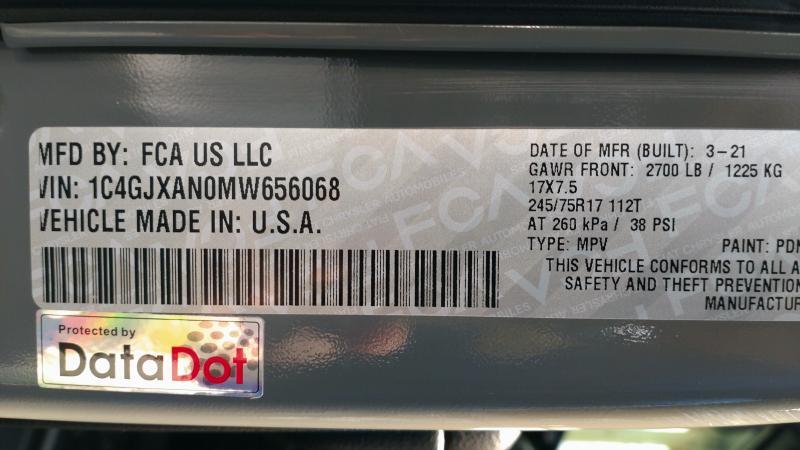 MFD BY: FCA US LLC
VIN: 1C4GJXAN0MW656068
VEHICLE MADE IN: U.S.A.
DATE OF MFR (BUILT): 3-21
GAWR FRONT: 2700 LB / 1225 KG
17X7.5
245/75R17 112T
AT 260 kPa / 38 PSI
TYPE: MPV PAINT: PDN
THIS VEHICLE CONFORMS TO ALL A
SAFETY AND THEFT PREVENTION
MANUFACTUR
Protected by
DataDot